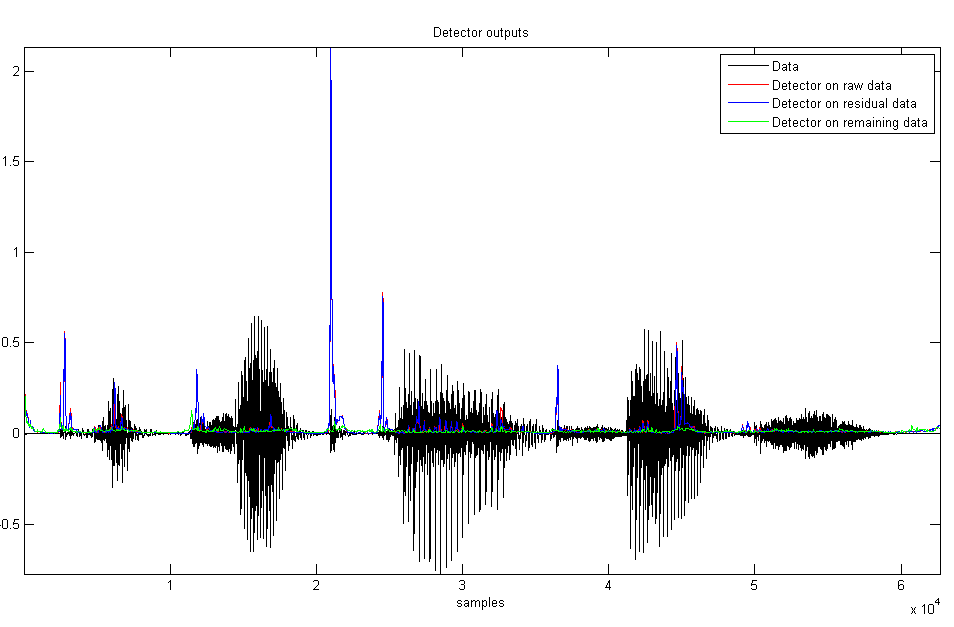 Detector outputs
Data
Detector on raw data
Detector on residual data
Detector on remaining data
2
1.5
1
0.5
0
-0.5
1 2 3 4 5 6
samples
x 10^4